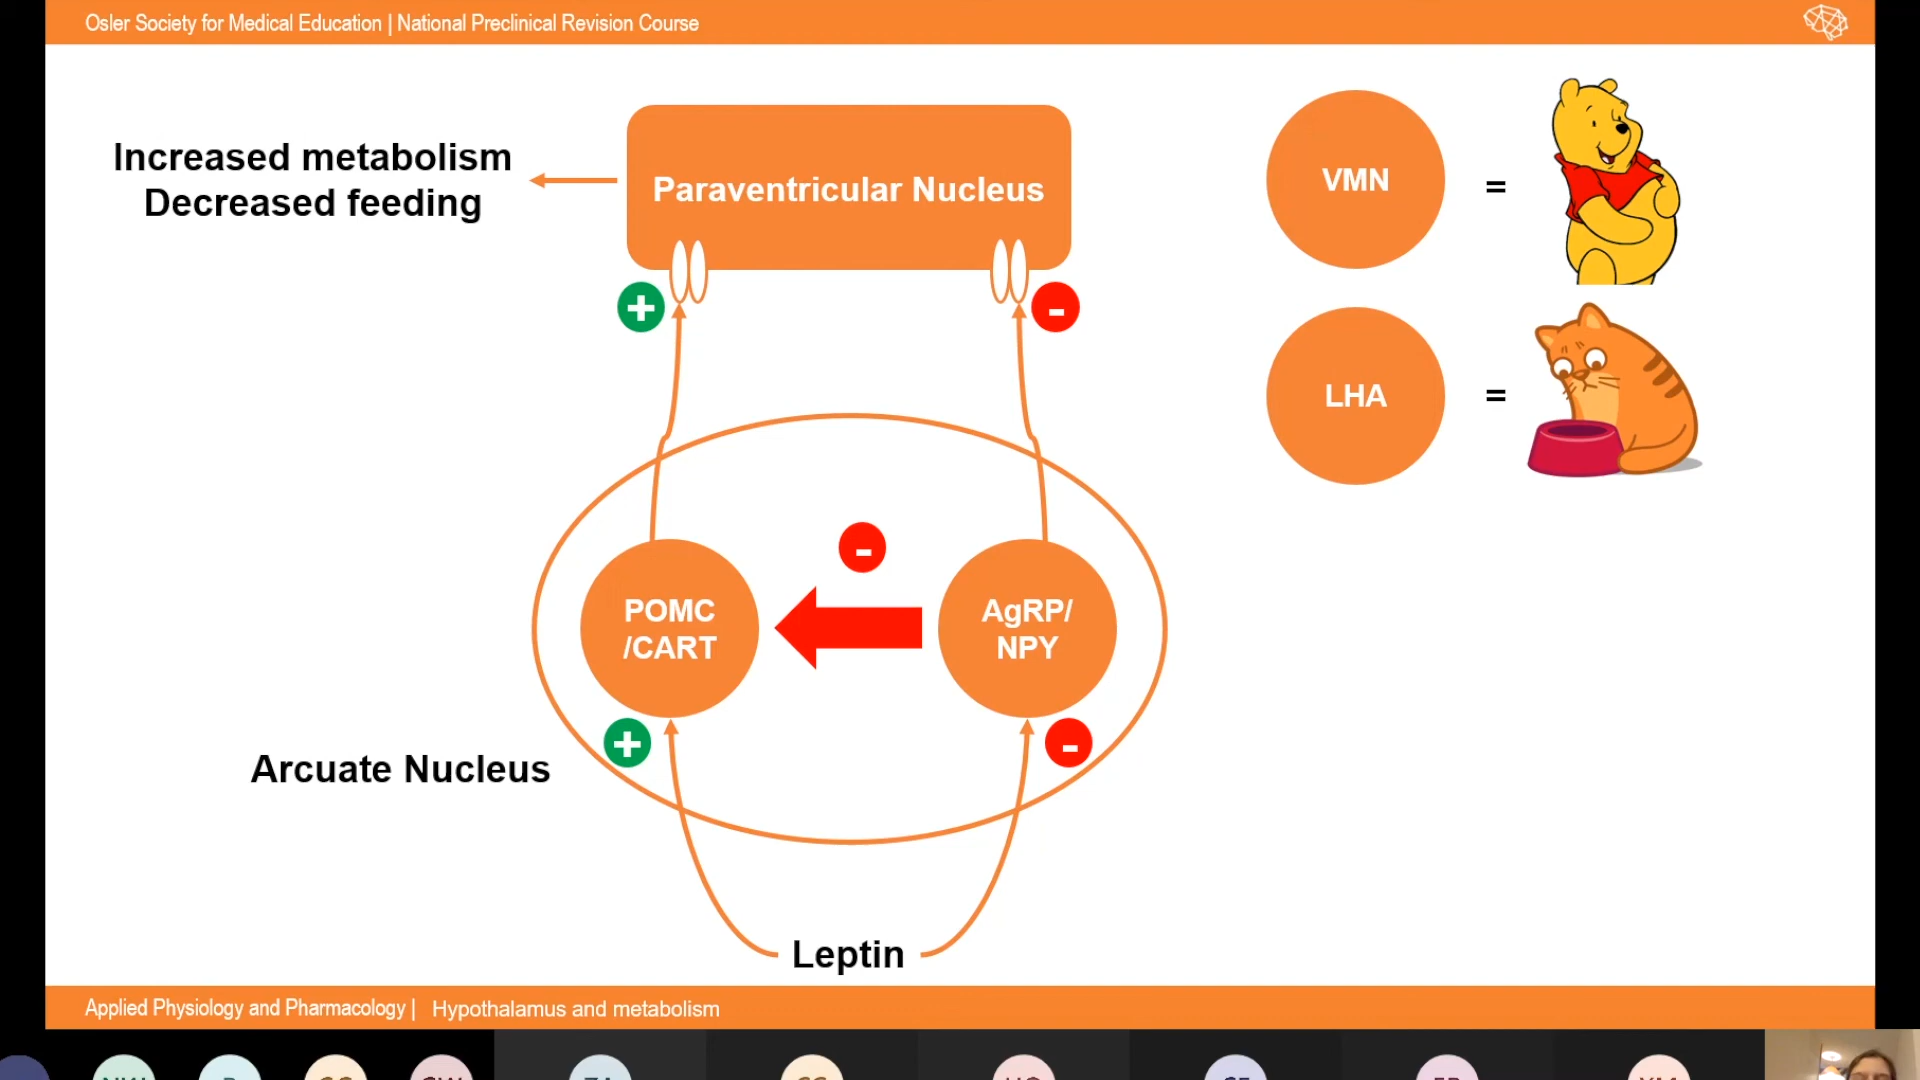 Osler Society for Medical Education | National Preclinical Revision Course
Increased metabolism
Decreased feeding
Paraventricular Nucleus
VMN
=
LHA
=
+
-
-
POMC
/CART
AgRP/
NPY
+
-
Arcuate Nucleus
Leptin
Applied Physiology and Pharmacology | Hypothalamus and metabolism